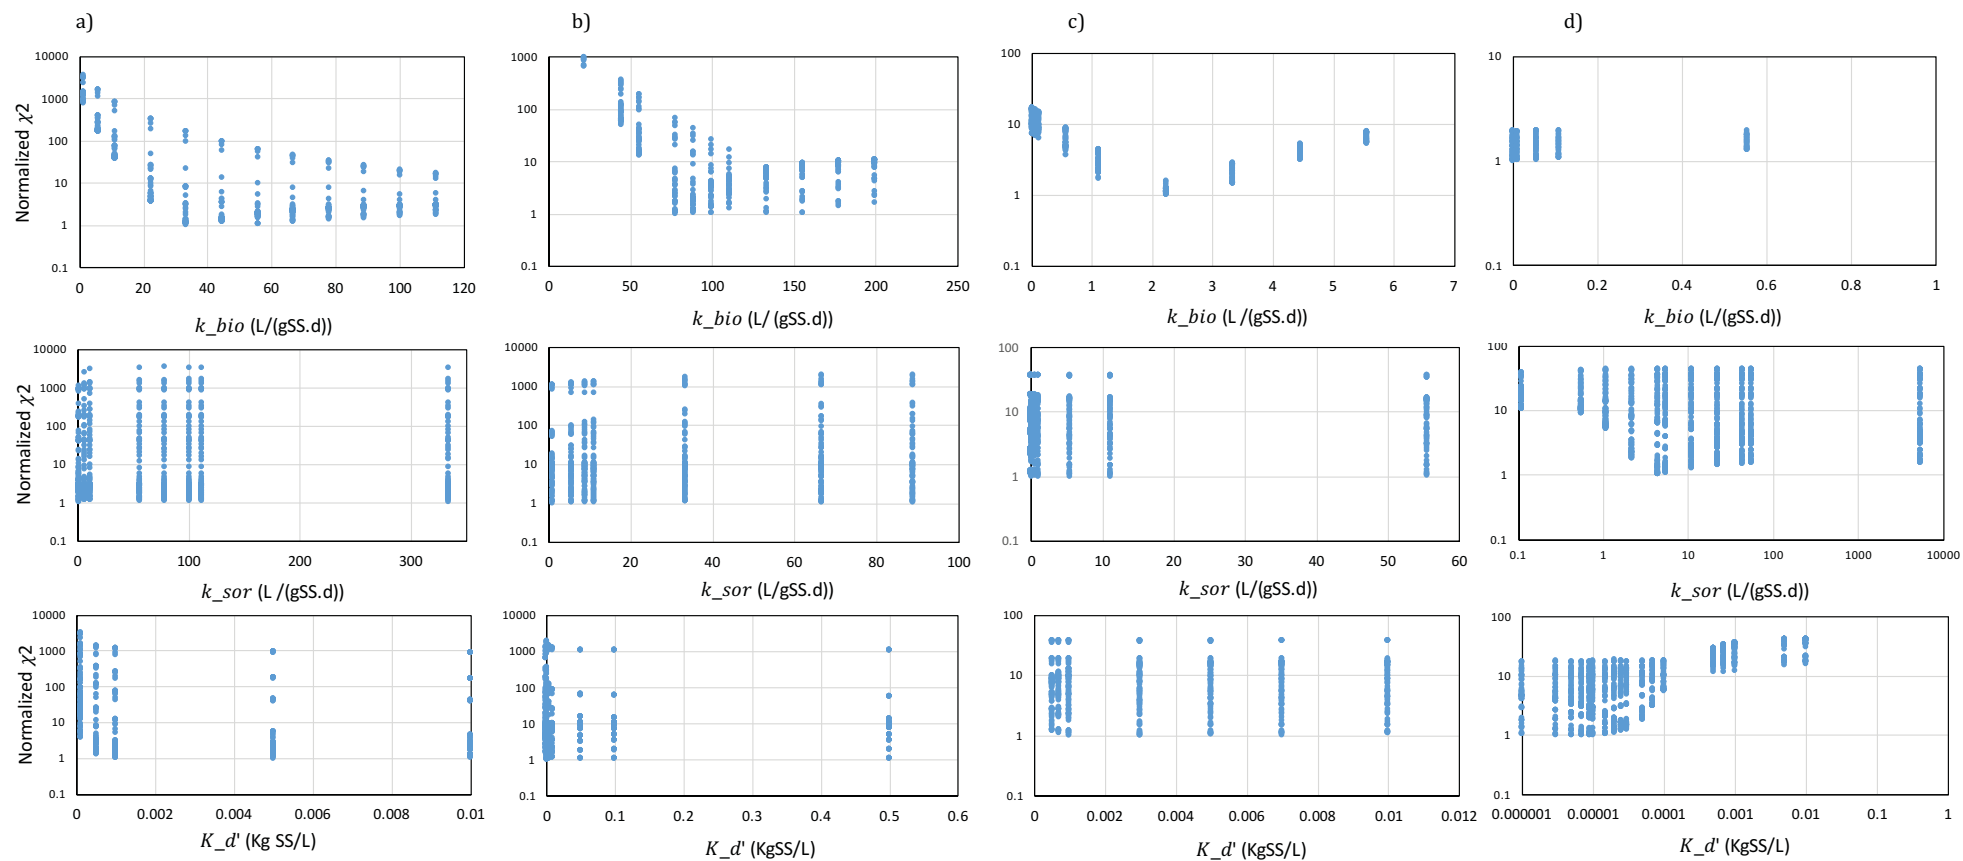 a)
b)
c)
d)
Normalized χ2
10000
1000
100
10
1
0.1
0 20 40 60 80 100 120
k_bio (L/(gSS.d))
1000
100
10
1
0.1
0 50 100 150 200 250
k_bio (L/ (gSS.d))
100
10
1
0.1
0 1 2 3 4 5 6 7
k_bio (L /(gSS.d))
10
1
0.1
0 0.2 0.4 0.6 0.8 1
k_bio (L/(gSS.d))
Normalized χ2
10000
1000
100
10
1
0.1
0 100 200 300
k_sor (L /(gSS.d))
10000
1000
100
10
1
0.1
0 20 40 60 80 100
k_sor (L/(gSS.d))
100
10
1
0.1
0 10 20 30 40 50 60
k_sor (L/(gSS.d))
100
10
1
0.1
0.1 1 10 100 1000 10000
k_sor (L/(gSS.d))
Normalized χ2
10000
1000
100
10
1
0.1
0 0.002 0.004 0.006 0.008 0.01
K_d' (Kg SS/L)
10000
1000
100
10
1
0.1
0 0.1 0.2 0.3 0.4 0.5 0.6
K_d' (KgSS/L)
100
10
1
0.1
0 0.002 0.004 0.006 0.008 0.01 0.012
K_d' (KgSS/L)
100
10
1
0.1
0.000001 0.00001 0.0001 0.001 0.01 0.1 1
K_d' (KgSS/L)